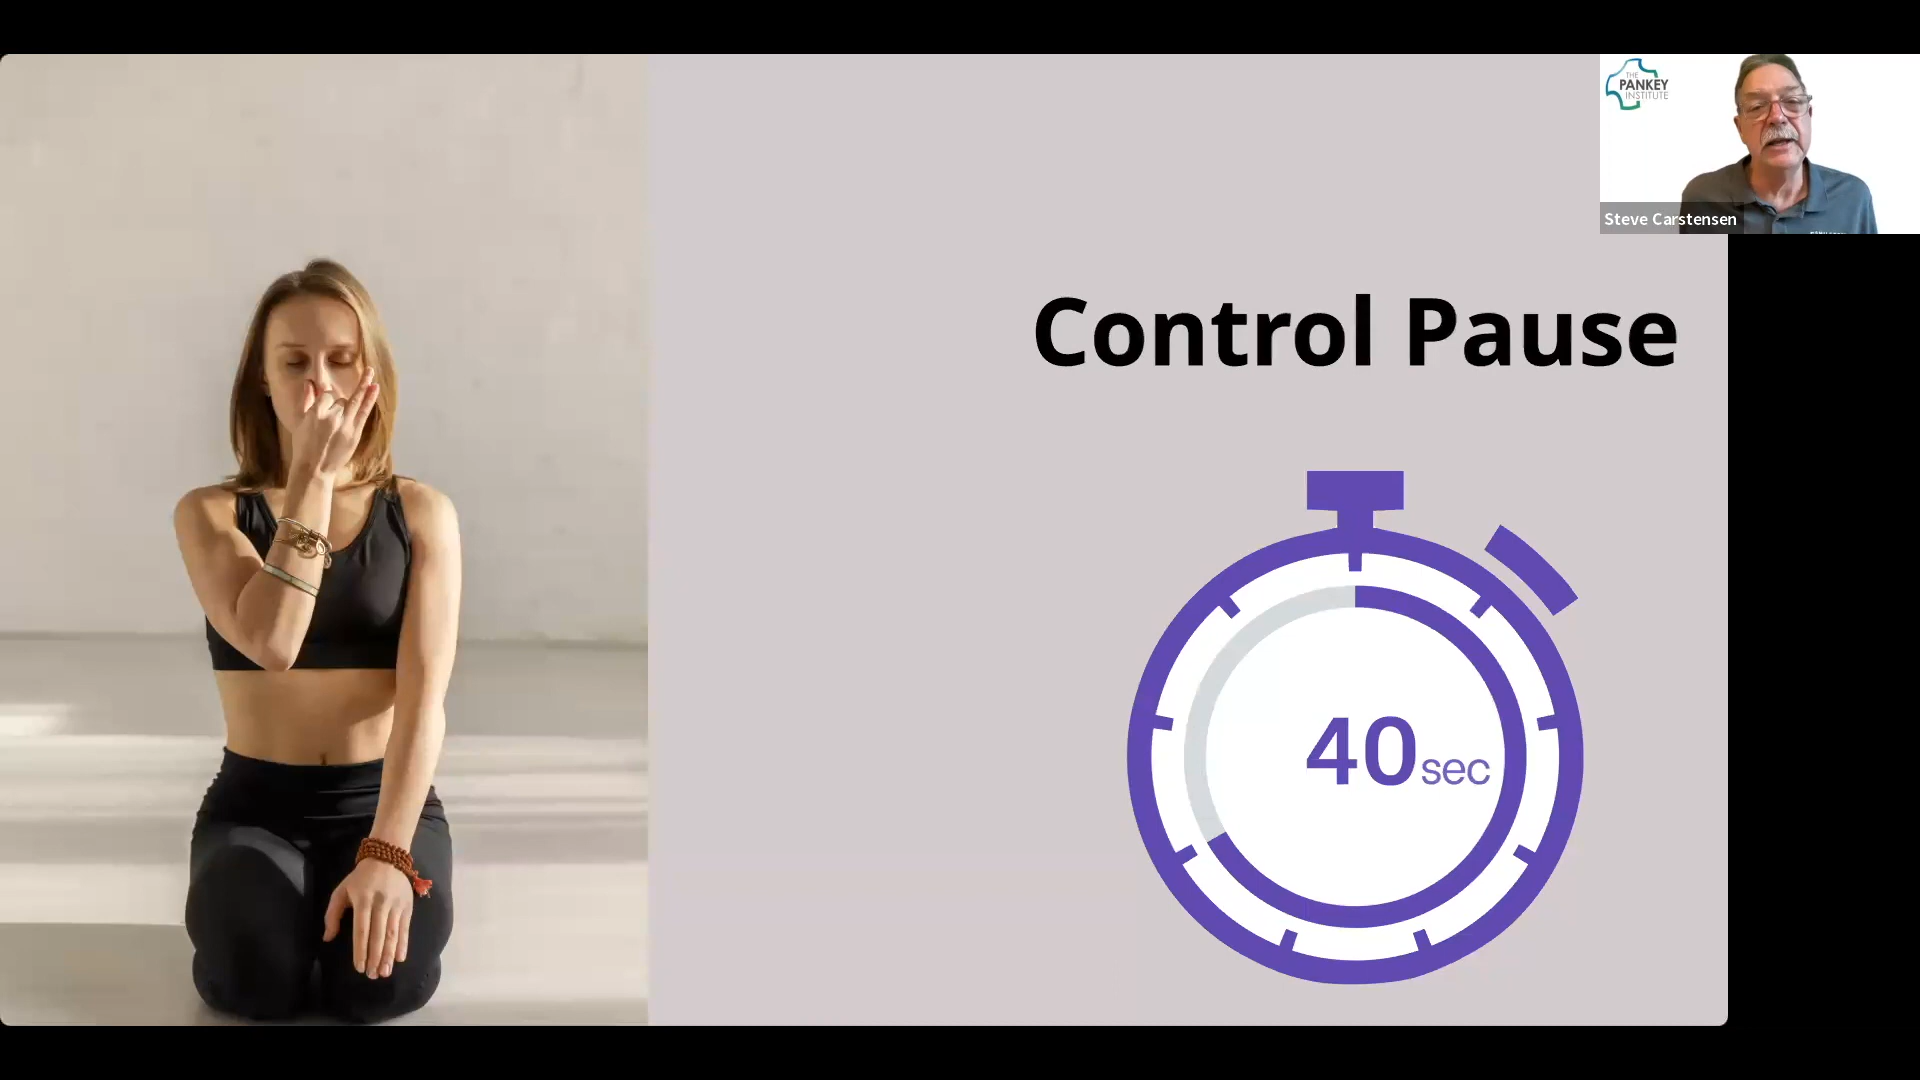 THE
PANKEY
INSTITUTE
Steve Carstensen
Control Pause
40sec